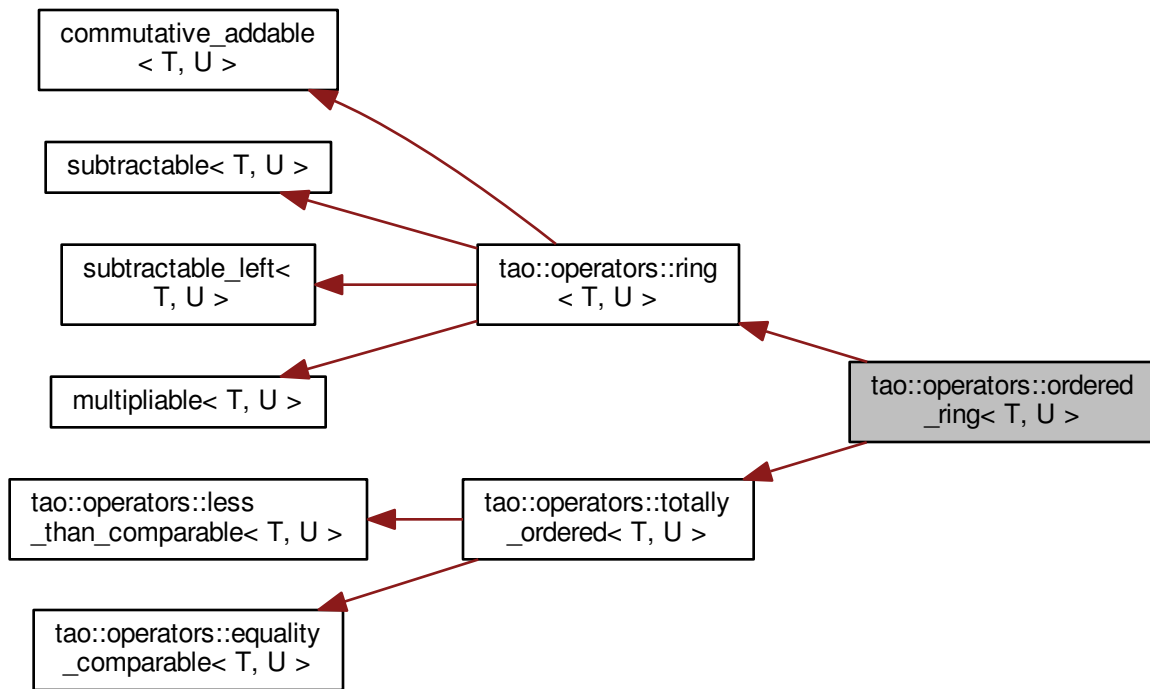 commutative_addable
< T, U >
subtractable< T, U >
subtractable_left<
T, U >
multipliable< T, U >
tao::operators::less
_than_comparable< T, U >
tao::operators::equality
_comparable< T, U >
tao::operators::ring
< T, U >
tao::operators::totally
_ordered< T, U >
tao::operators::ordered
_ring< T, U >